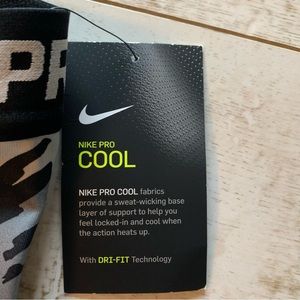 PR
NIKE PRO
COOL
NIKE PRO COOL fabrics
provide a sweat-wicking base
layer of support to help you
feel locked-in and cool when
the action heats up.
With DRI-FIT Technology